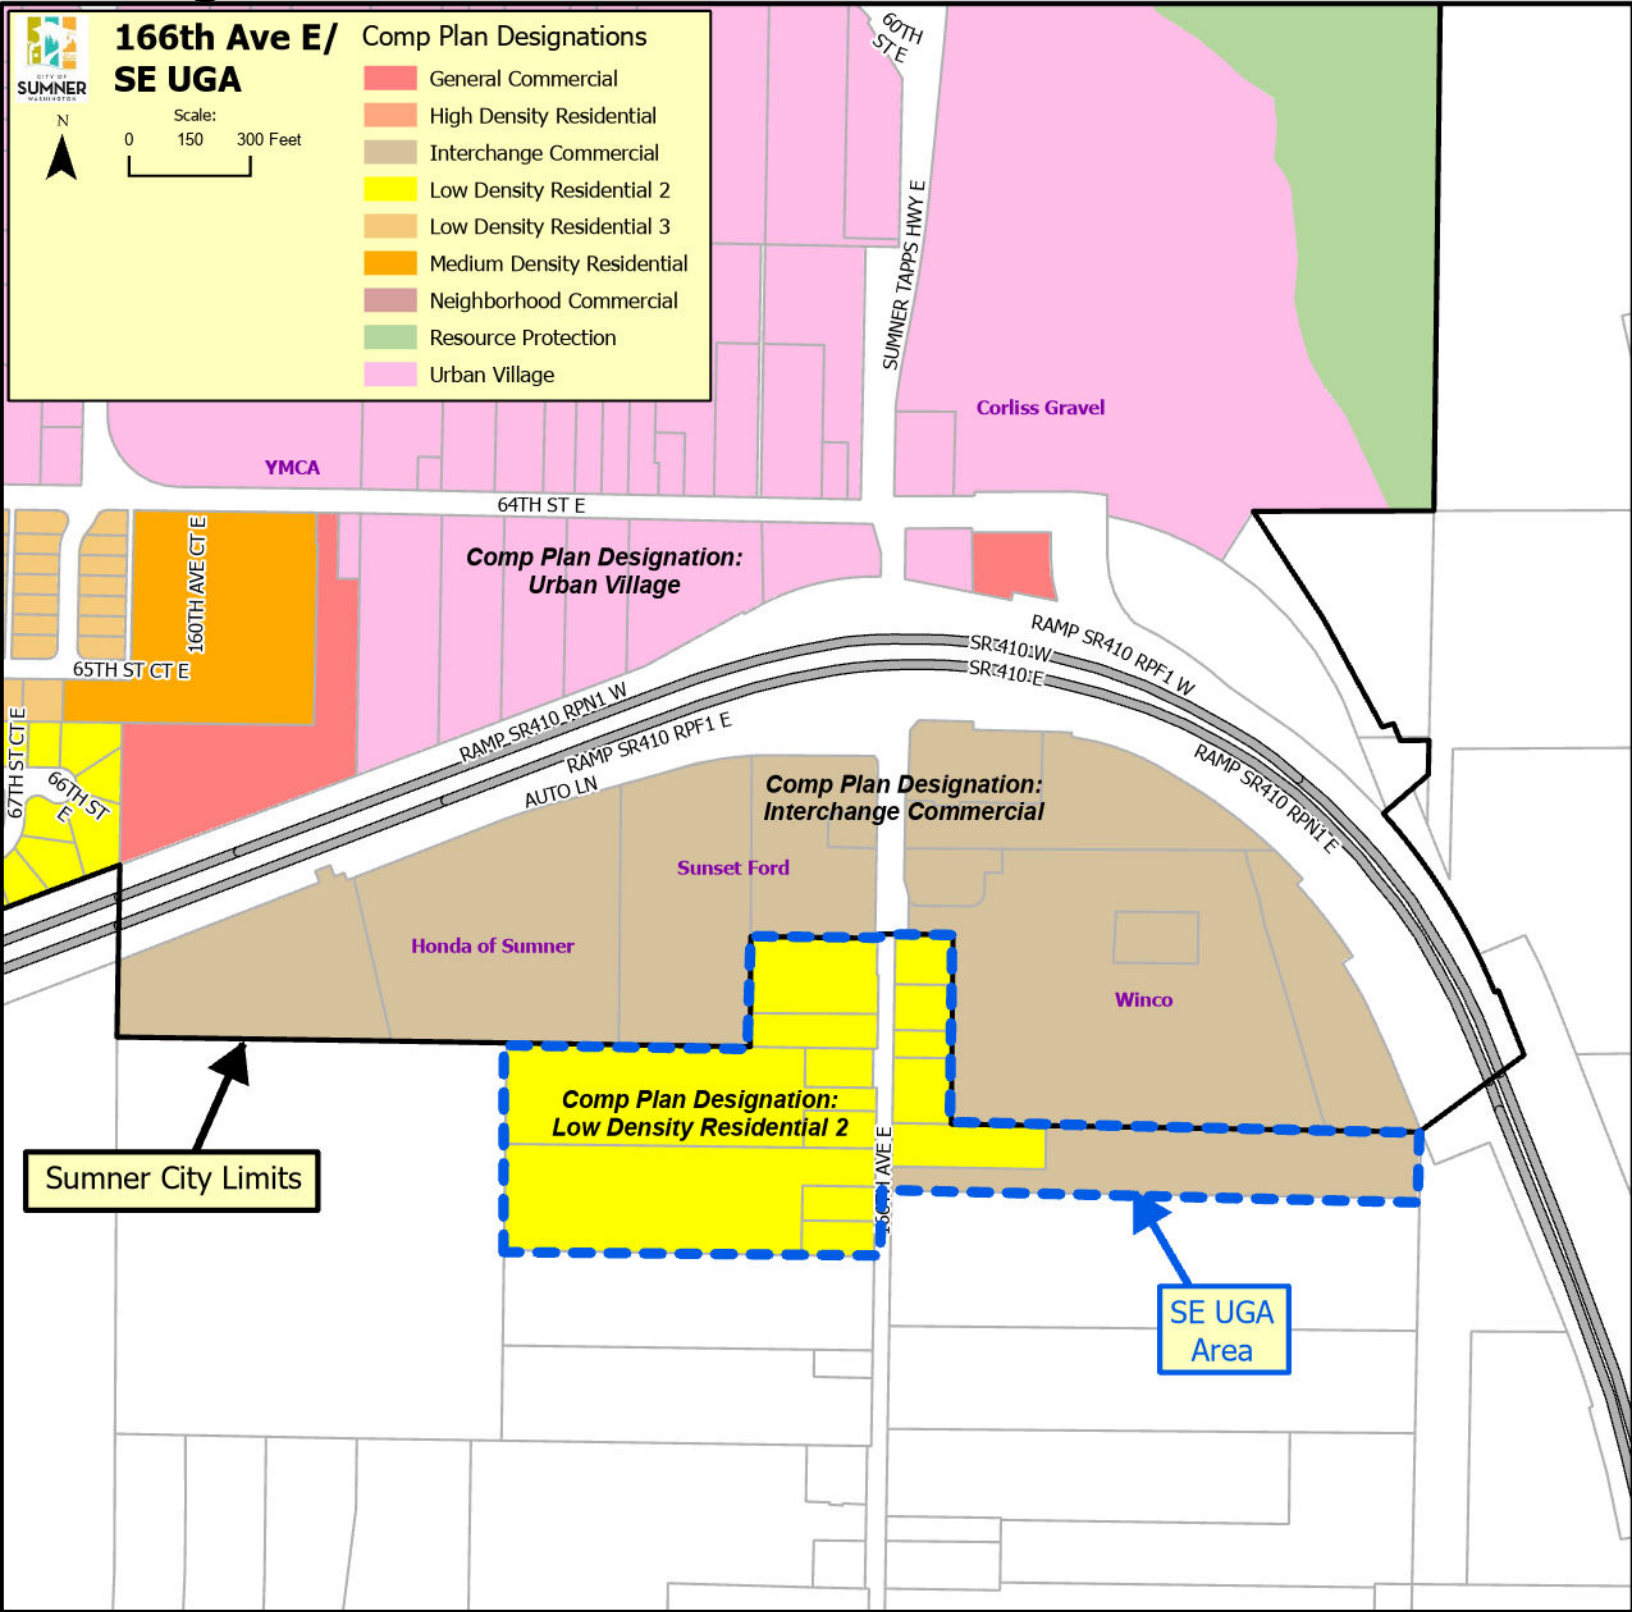 166th Ave E/
SE UGA
CITY OF
SUMNER
WASHINGTON
N
Scale:
0 150 300 Feet
Comp Plan Designations
General Commercial
High Density Residential
Interchange Commercial
Low Density Residential 2
Low Density Residential 3
Medium Density Residential
Neighborhood Commercial
Resource Protection
Urban Village
60TH
ST E
SUMNER TAPPS HWY E
Corliss Gravel
YMCA
64TH ST E
160TH AVE CT E
Comp Plan Designation:
Urban Village
65TH ST CT E
67TH ST CT E
66TH ST
E
RAMP SR410 RPN1 W
RAMP SR410 RPF1 E
AUTO LN
SR 410 W
SR 410 E
RAMP SR410 RPF1 W
RAMP SR410 RPN1 E
Comp Plan Designation:
Interchange Commercial
Sunset Ford
Honda of Sumner
Winco
Comp Plan Designation:
Low Density Residential 2
166TH AVE E
Sumner City Limits
SE UGA
Area